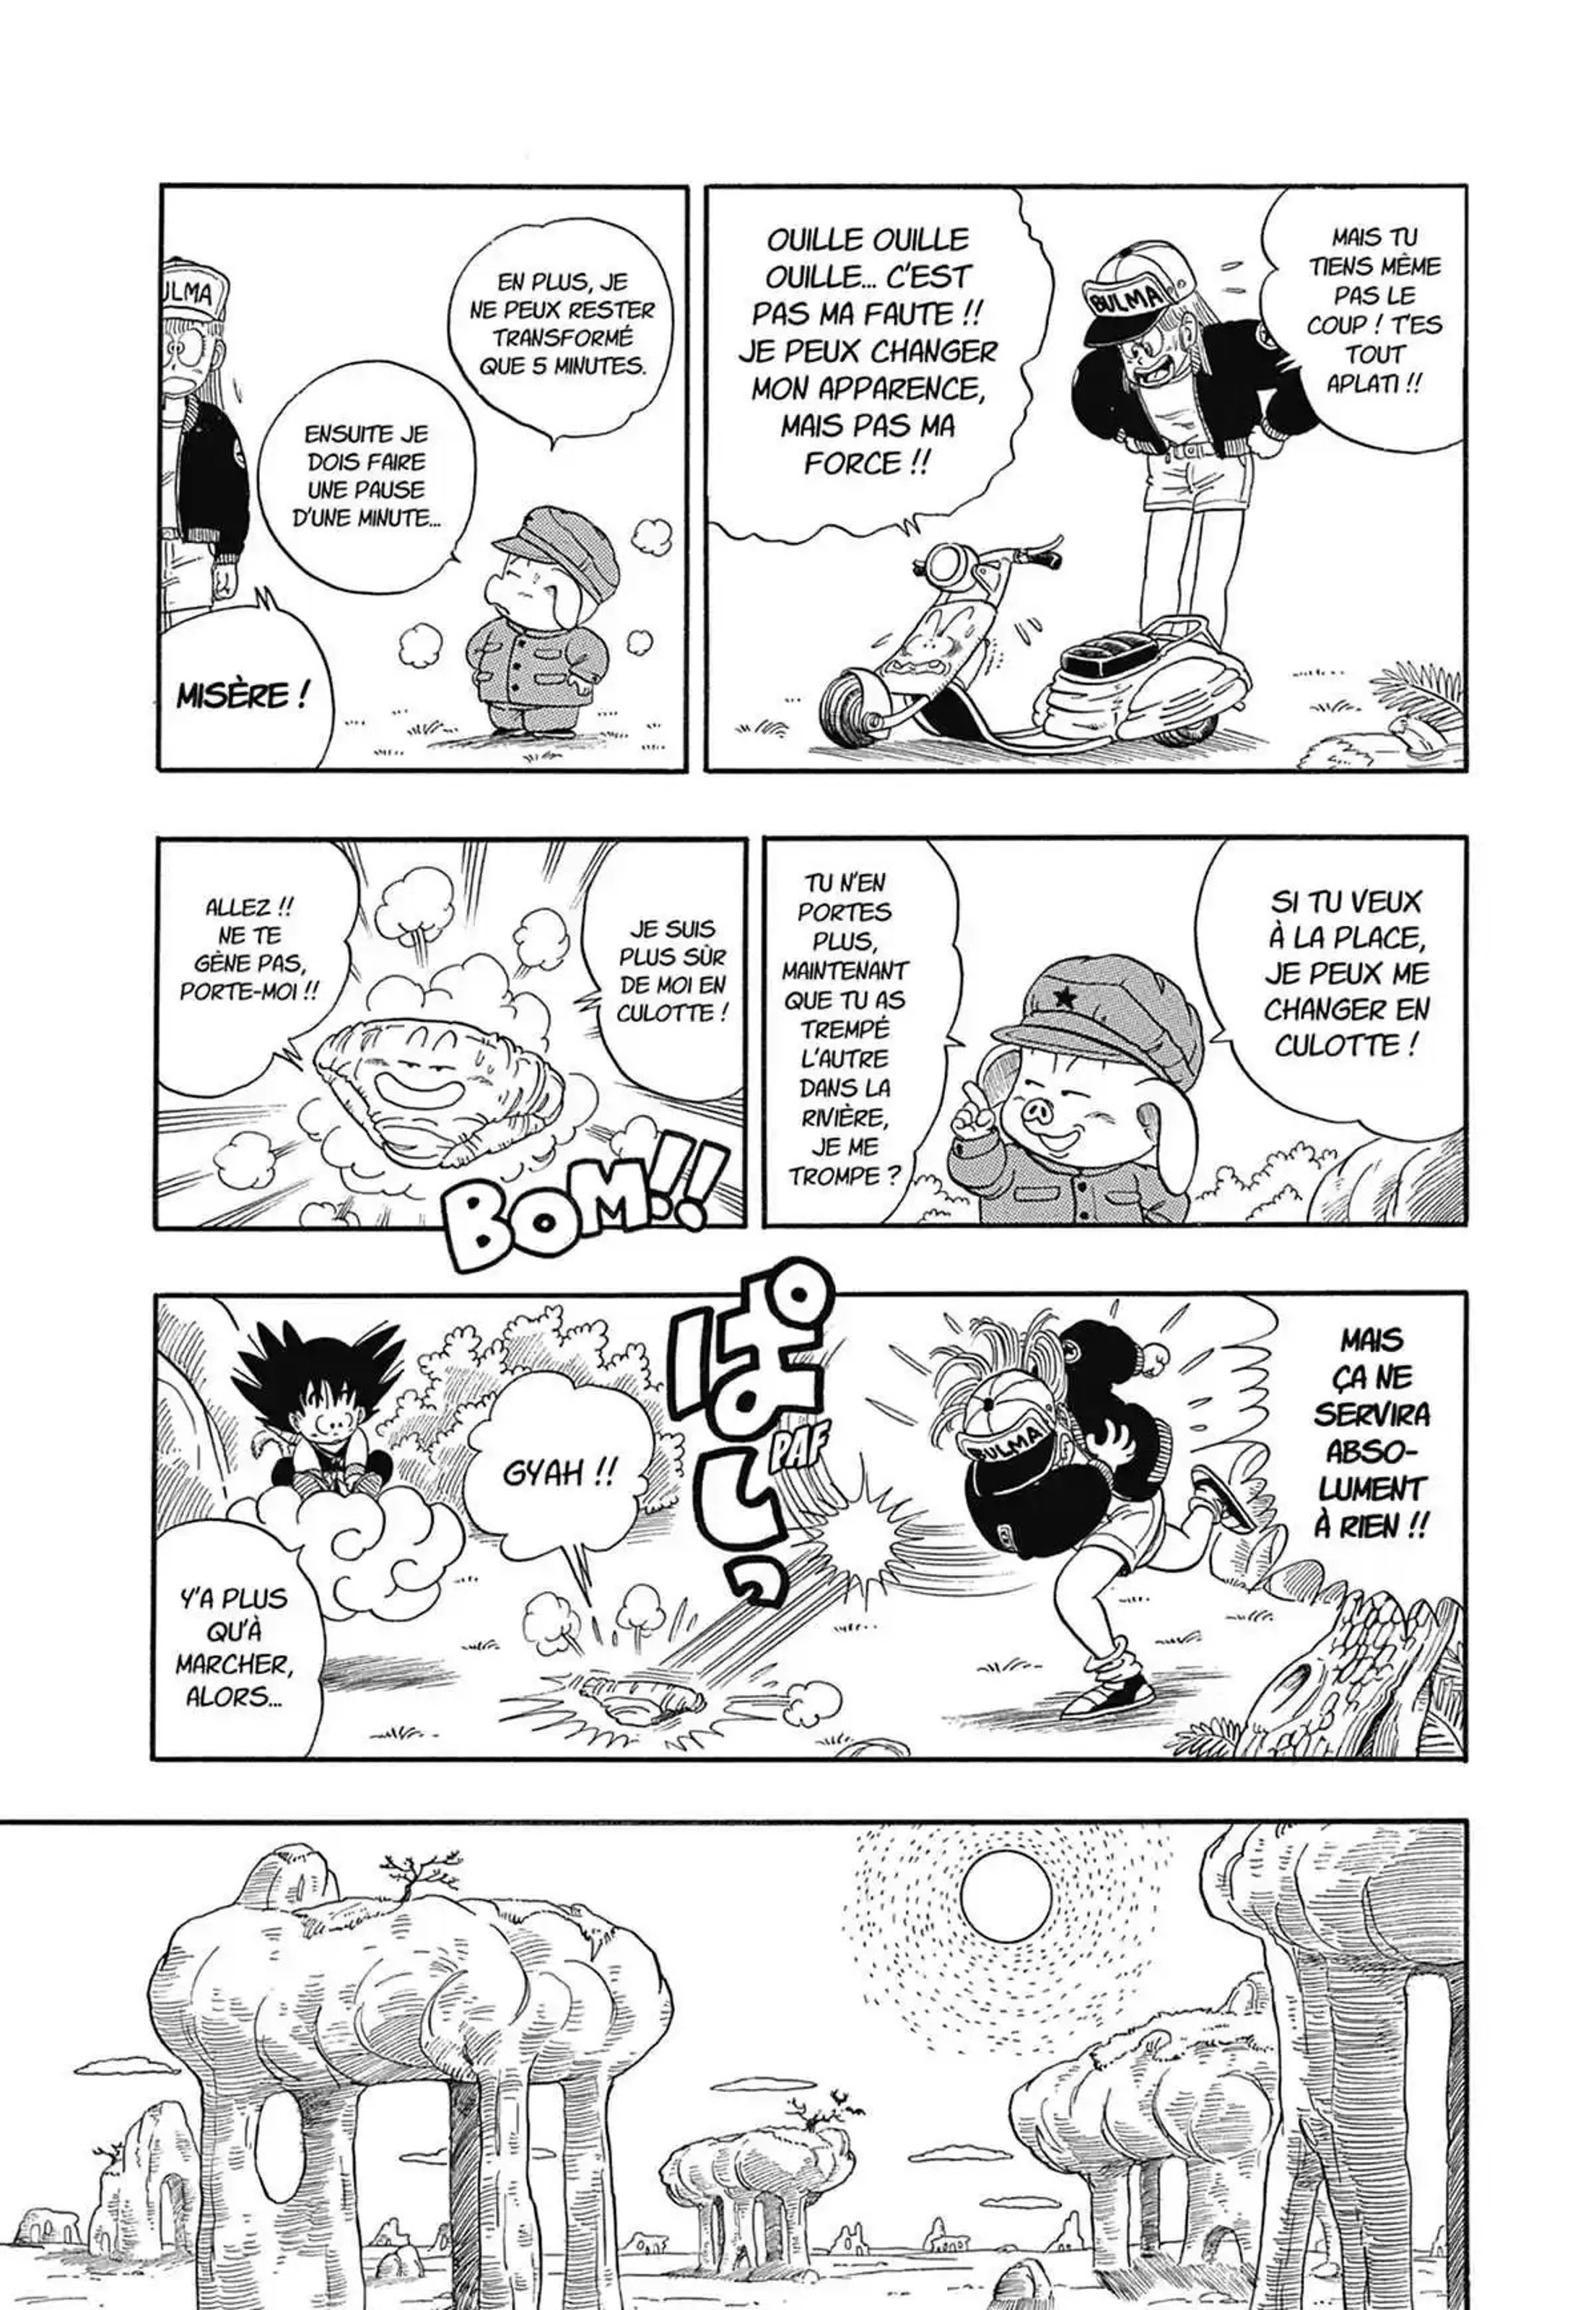 MAIS TU
TIENS MÊME
PAS LE
COUP ! T'ES
TOUT
APLATI !!
BULMA
OUILLE OUILLE
OUILLE... C'EST
PAS MA FAUTE !!
JE PEUX CHANGER
MON APPARENCE,
MAIS PAS MA
FORCE !!
EN PLUS, JE
NE PEUX RESTER
TRANSFORMÉ
QUE 5 MINUTES.
ENSUITE JE
DOIS FAIRE
UNE PAUSE
D'UNE MINUTE...
ULMA
MISÈRE !
SI TU VEUX
À LA PLACE,
JE PEUX ME
CHANGER EN
CULOTTE !
TU N'EN
PORTES
PLUS,
MAINTENANT
QUE TU AS
TREMPÉ
L'AUTRE
DANS LA
RIVIÈRE,
JE ME
TROMPE ?
JE SUIS
PLUS SÛR
DE MOI EN
CULOTTE !
ALLEZ !!
NE TE
GÊNE PAS,
PORTE-MOI !!
BOM!!
MAIS
ÇA NE
SERVIRA
ABSO-
LUMENT
À RIEN !!
BULMA
ぱしっ
PAF
GYAH !!
Y'A PLUS
QU'À
MARCHER,
ALORS...